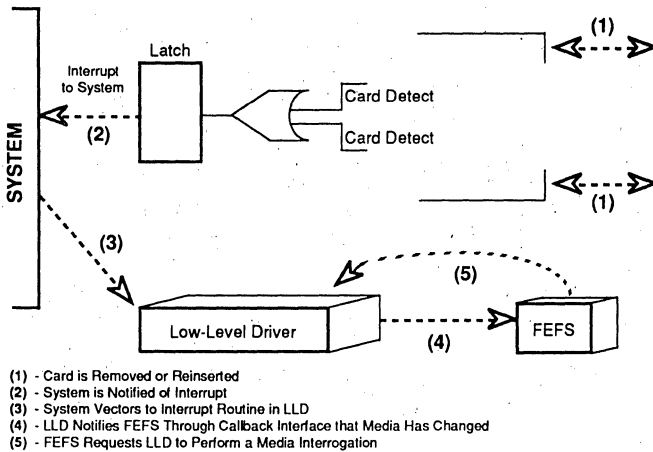 (1)
Latch
Interrupt
to System
Card Detect
(2)
Card Detect
SYSTEM
(1)
(3)
(5)
Low-Level Driver
(4)
FEFS
(1) - Card is Removed or Reinserted
(2) - System is Notified of Interrupt
(3) - System Vectors to Interrupt Routine in LLD
(4) - LLD Notifies FEFS Through Callback Interface that Media Has Changed
(5) - FEFS Requests LLD to Perform a Media Interrogation